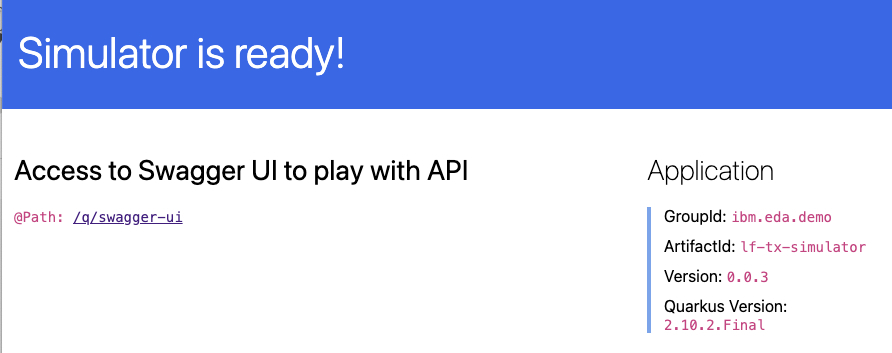 Simulator is ready!
Access to Swagger UI to play with API
@Path: /q/swagger-ui
Application
GroupId: ibm.eda.demo
ArtifactId: lf-tx-simulator
Version: 0.0.3
Quarkus Version:
2.10.2.Final